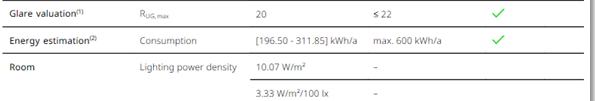 Glare valuation(1) RUG,max 20 ≤ 22 ✓
Energy estimation(2) Consumption [196.50 - 311.85] kWh/a max. 600 kWh/a ✓
Room Lighting power density 10.07 W/m² –
3.33 W/m²/100 lx –